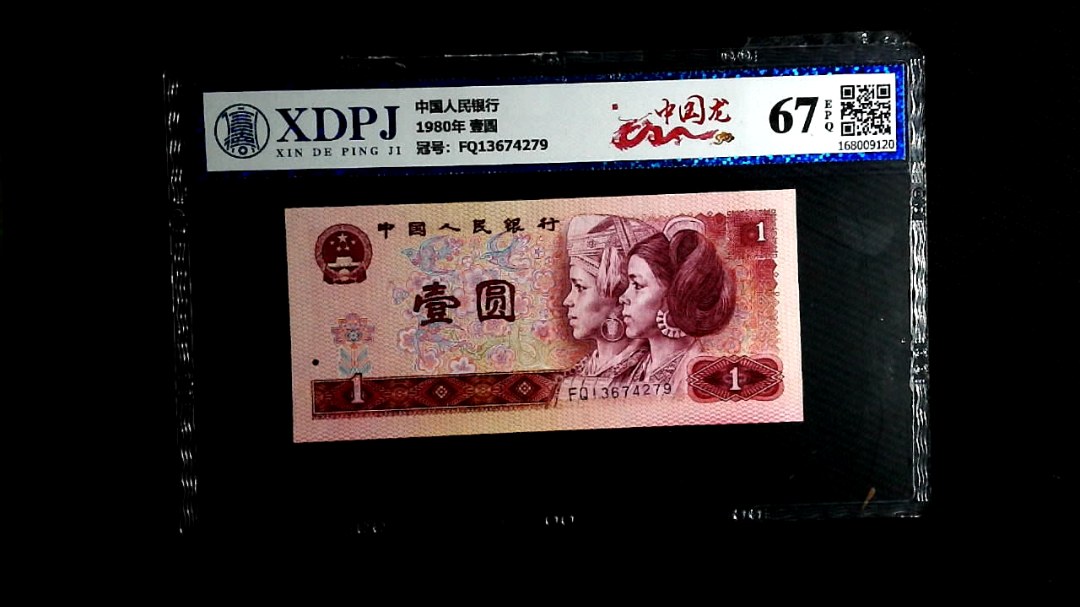 XDPJ
XIN DE PING JI
中国人民银行
1980年 壹圆
冠号：FQ13674279
中国龙
67
EPQ
168009120
中国人民银行
1
壹圆
1
FQ13674279
1